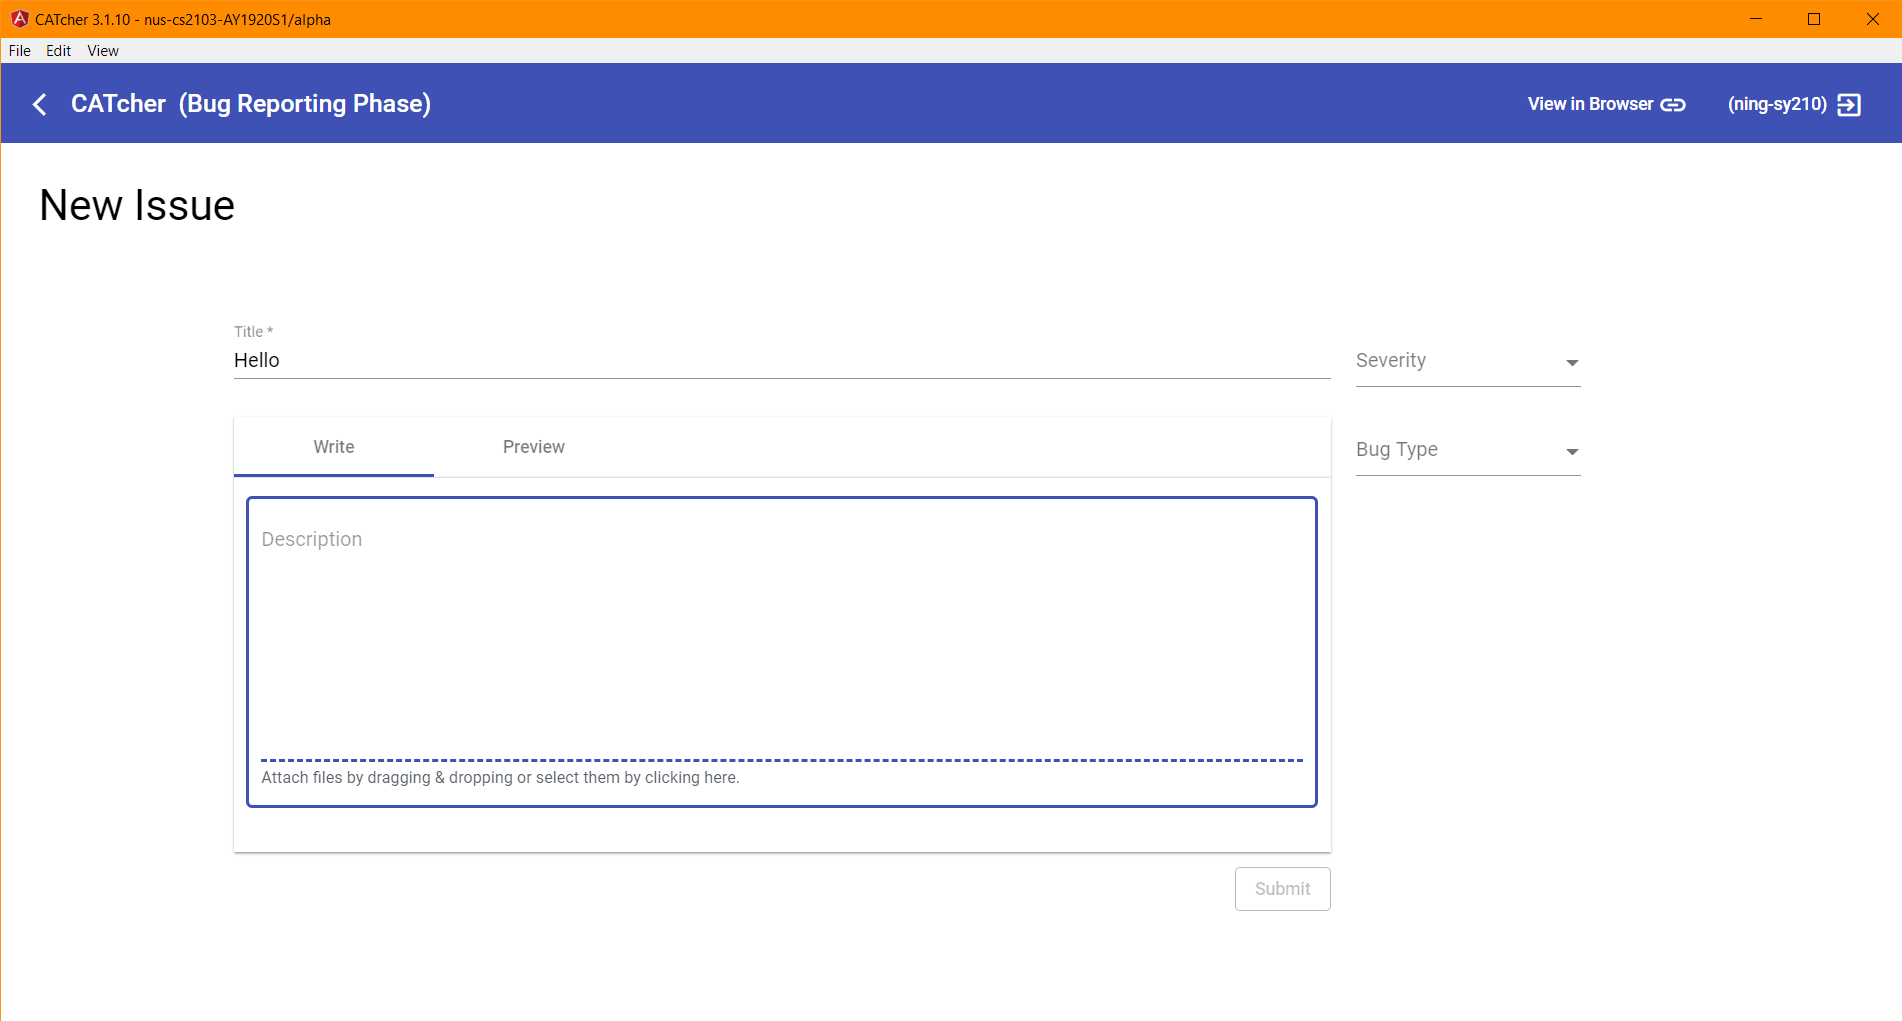 CATcher 3.1.10 - nus-cs2103-AY1920S1/alpha
File Edit View
CATcher (Bug Reporting Phase)
View in Browser
(ning-sy210)
New Issue
Title *
Hello
Severity
Write Preview
Bug Type
Description
Attach files by dragging & dropping or select them by clicking here.
Submit